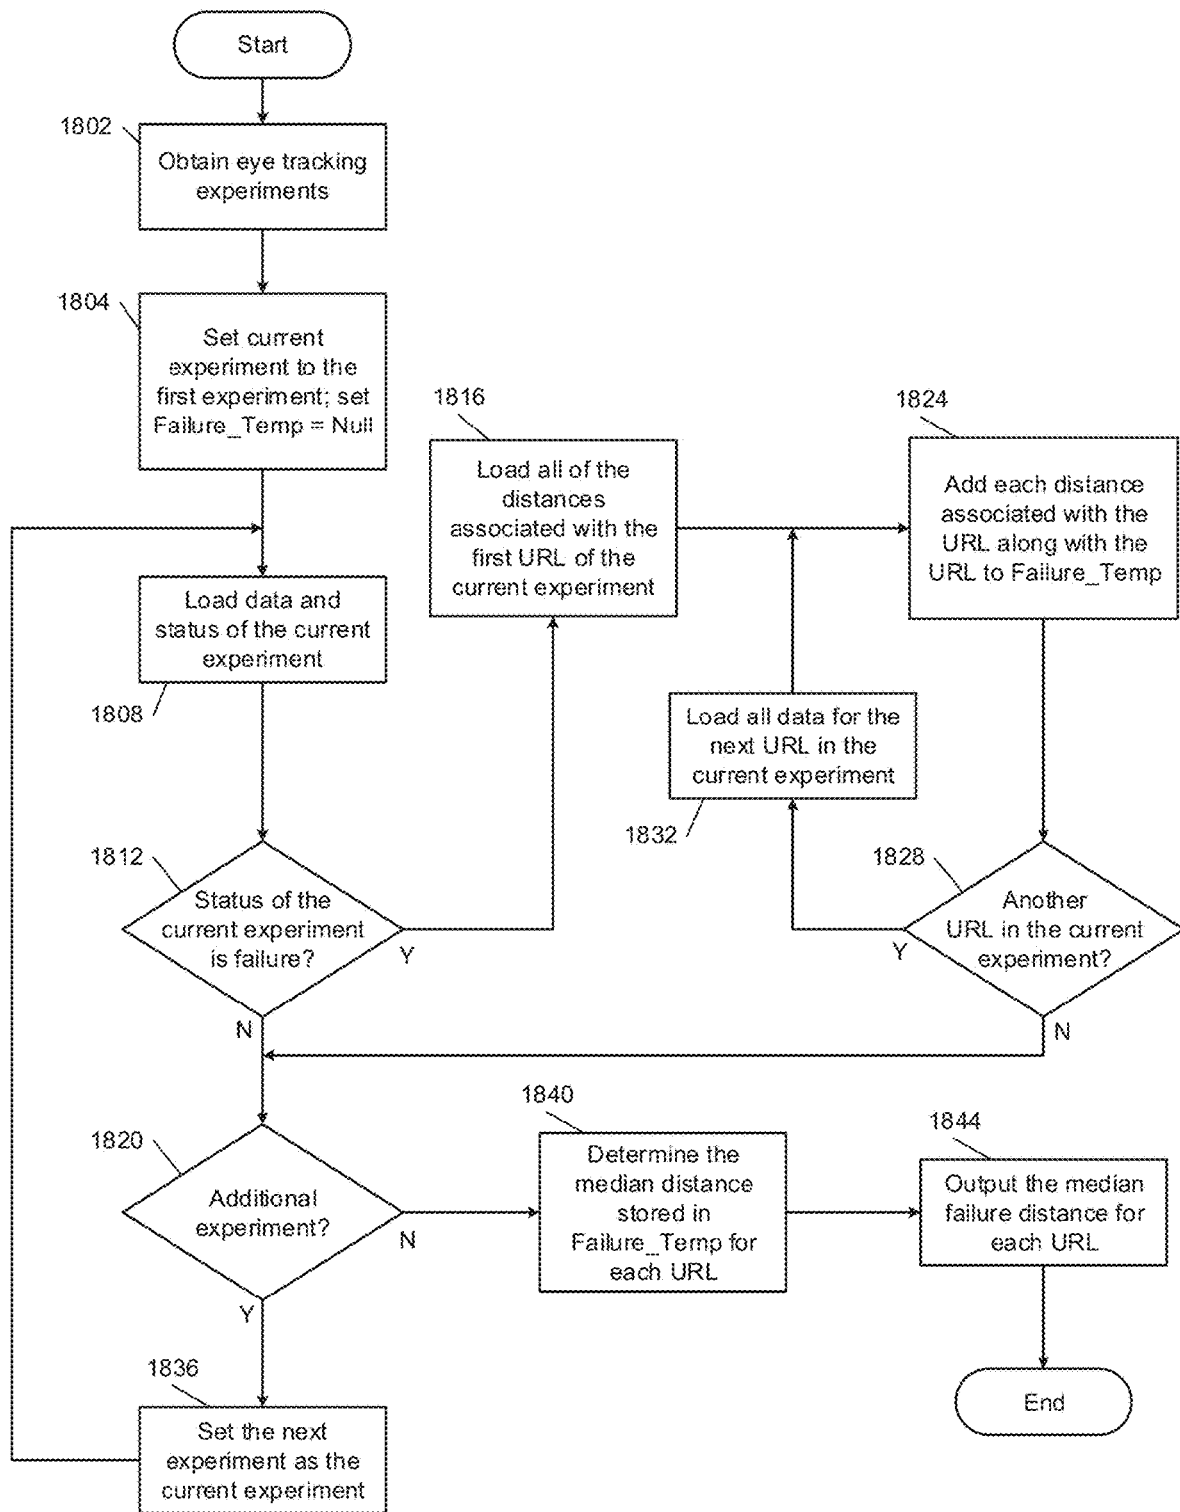 Start
1802
Obtain eye tracking
experiments
1804
Set current
experiment to the
first experiment; set
Failure_Temp = Null
1808
Load data and
status of the current
experiment
1812
Status of the
current experiment
is failure?
Y
N
1816
Load all of the
distances
associated with the
first URL of the
current experiment
1824
Add each distance
associated with the
URL along with the
URL to Failure_Temp
1832
Load all data for the
next URL in the
current experiment
1828
Another
URL in the current
experiment?
Y
N
1820
Additional
experiment?
N
Y
1840
Determine the
median distance
stored in
Failure_Temp for
each URL
1844
Output the median
failure distance for
each URL
1836
Set the next
experiment as the
current experiment
End